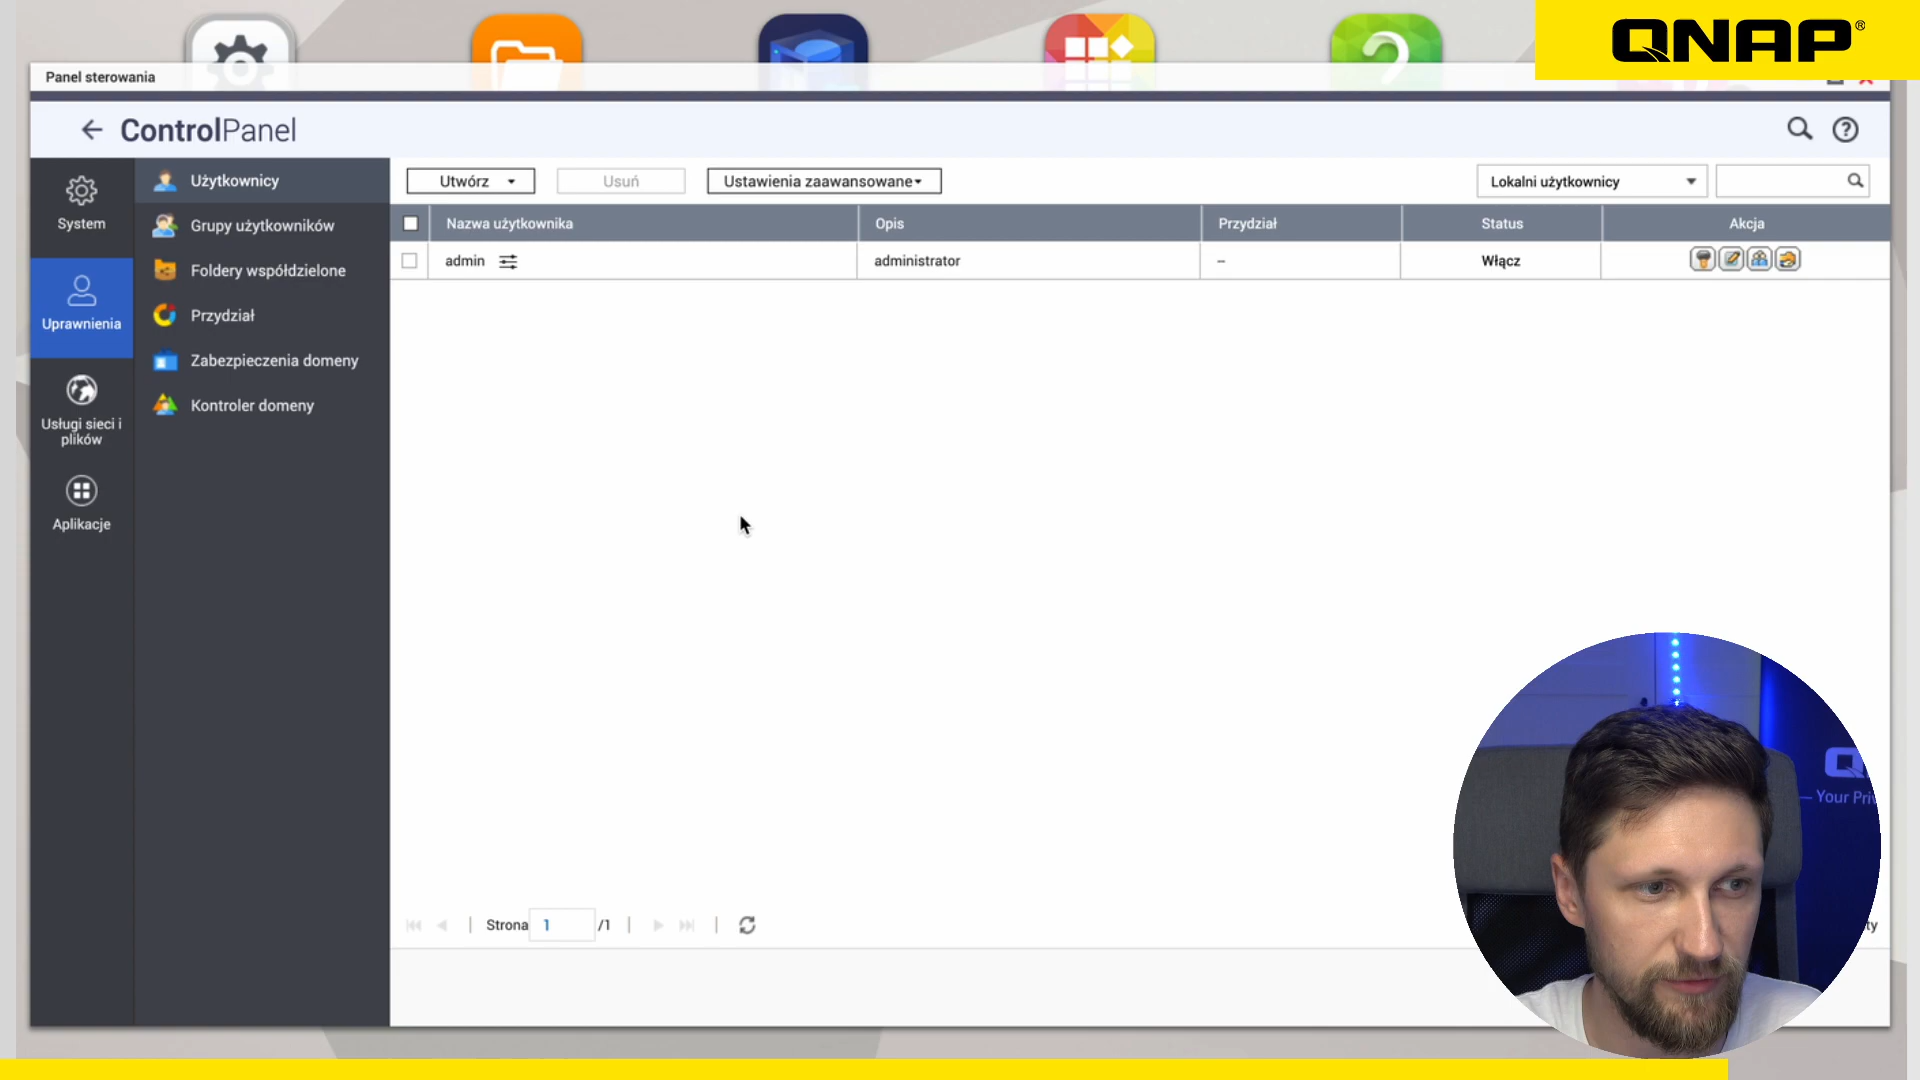 QNAP®
Panel sterowania
ControlPanel
System
Uprawnienia
Usługi sieci i
plików
Aplikacje
Użytkownicy
Grupy użytkowników
Foldery współdzielone
Przydział
Zabezpieczenia domeny
Kontroler domeny
Utwórz
Usuń
Ustawienia zaawansowane
Lokalni użytkownicy
Nazwa użytkownika
Opis
Przydział
Status
Akcja
admin
administrator
--
Włącz
Strona 1 /1
Your